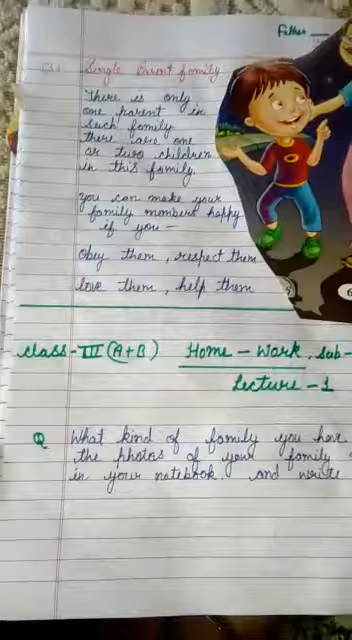 Father
Single Parent family
There is only
one parent in
such family
there are one
or two children
in this family.
you can make your
family members happy
if you -
Obey them, respect them
love them, help them
6
class-III (A+B) Home-Work, Sub-
Lecture-1
Q What kind of family you have
the photos of your family
in your notebook. and write